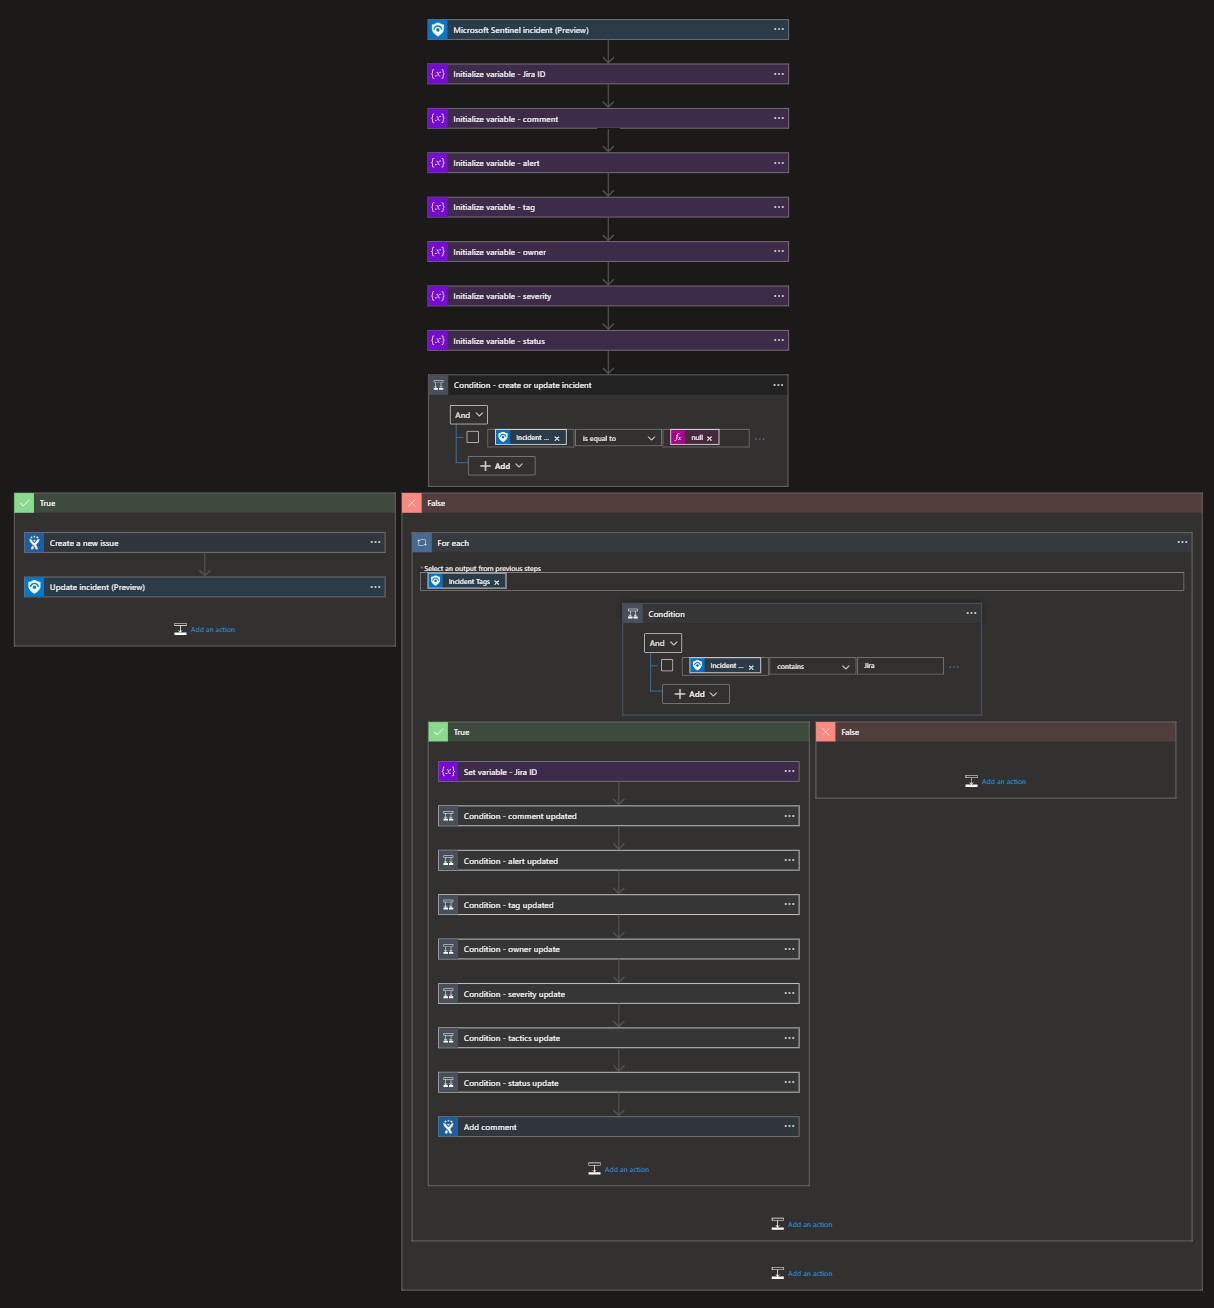 Microsoft Sentinel incident (Preview)
Initialize variable - Jira ID
Initialize variable - comment
Initialize variable - alert
Initialize variable - tag
Initialize variable - owner
Initialize variable - severity
Initialize variable - status
Condition - create or update incident
And
Incident ... is equal to null
Add
True
False
Create a new issue
Update incident (Preview)
Add an action
For each
*Select an output from previous steps
Incident Tags
Condition
And
Incident ... contains Jira
Add
True
False
Set variable - Jira ID
Condition - comment updated
Condition - alert updated
Condition - tag updated
Condition - owner update
Condition - severity update
Condition - tactics update
Condition - status update
Add comment
Add an action
Add an action
Add an action
Add an action